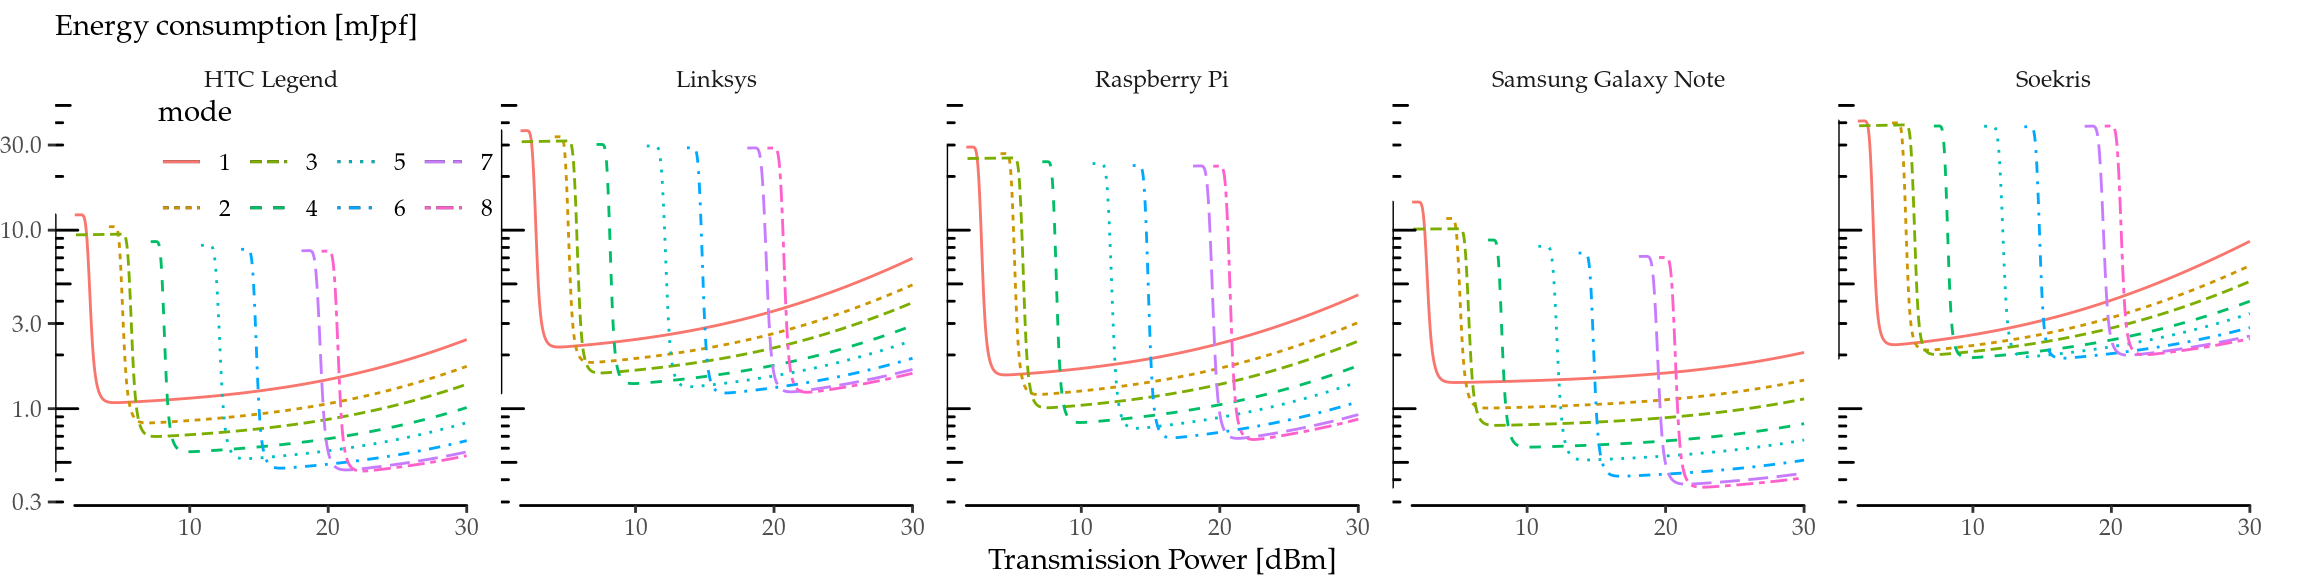 Energy consumption [mJpf]
HTC Legend Linksys Raspberry Pi Samsung Galaxy Note Soekris
mode
30.0
1 3 5 7
2 4 6 8
10.0
3.0
1.0
0.3
10 20 30 10 20 30 10 20 30 10 20 30 10 20 30
Transmission Power [dBm]